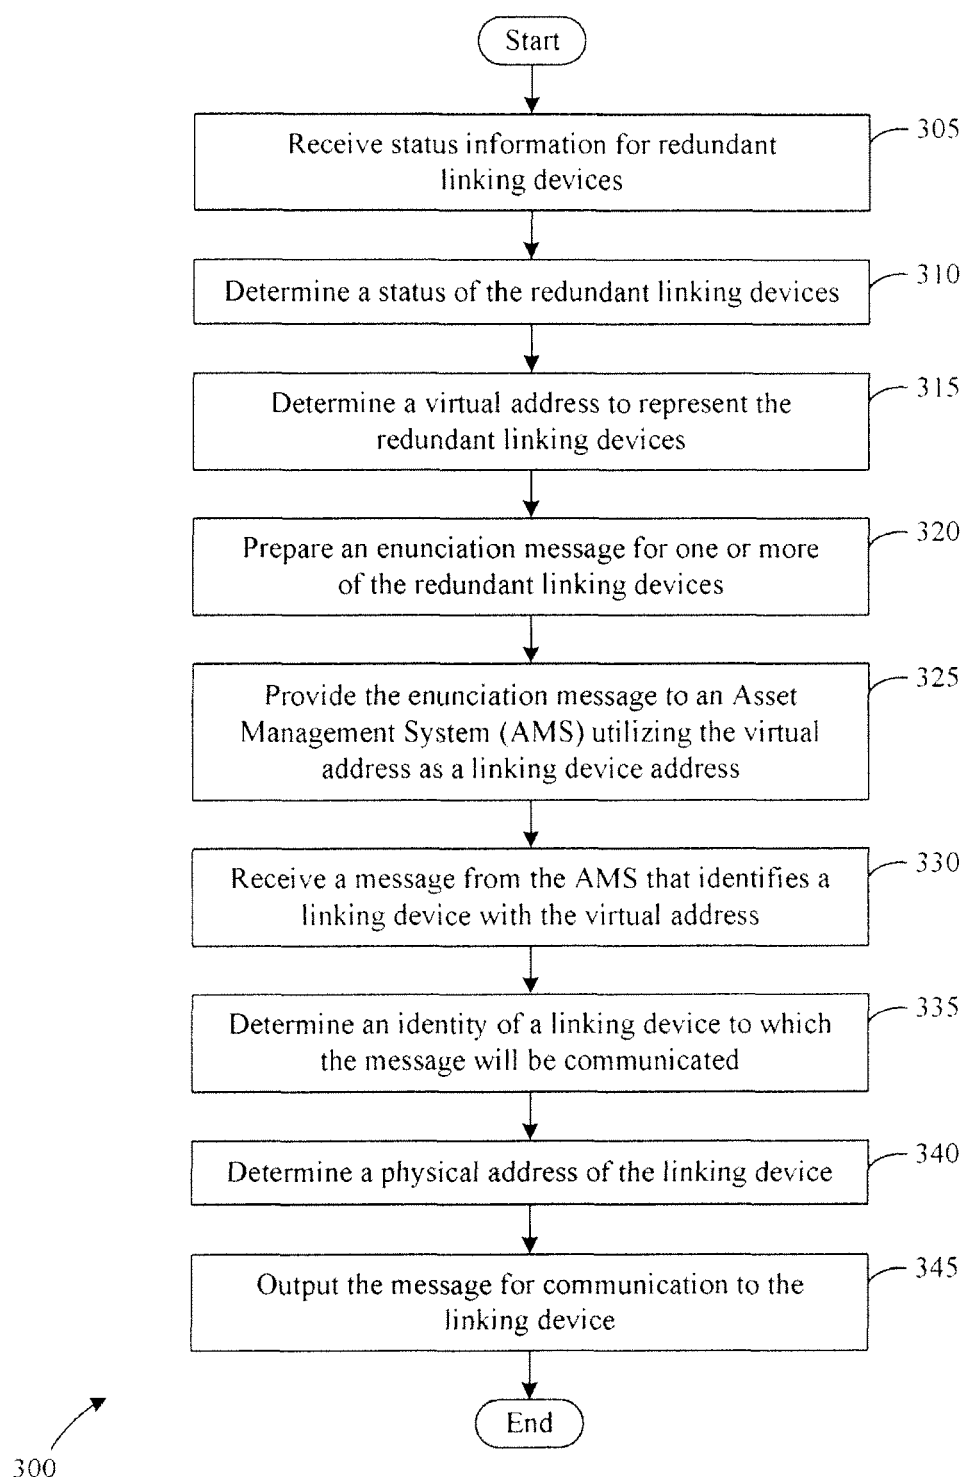 Start
Receive status information for redundant
linking devices
305
Determine a status of the redundant linking devices
310
Determine a virtual address to represent the
redundant linking devices
315
Prepare an enunciation message for one or more
of the redundant linking devices
320
Provide the enunciation message to an Asset
Management System (AMS) utilizing the virtual
address as a linking device address
325
Receive a message from the AMS that identifies a
linking device with the virtual address
330
Determine an identity of a linking device to which
the message will be communicated
335
Determine a physical address of the linking device
340
Output the message for communication to the
linking device
345
End
300